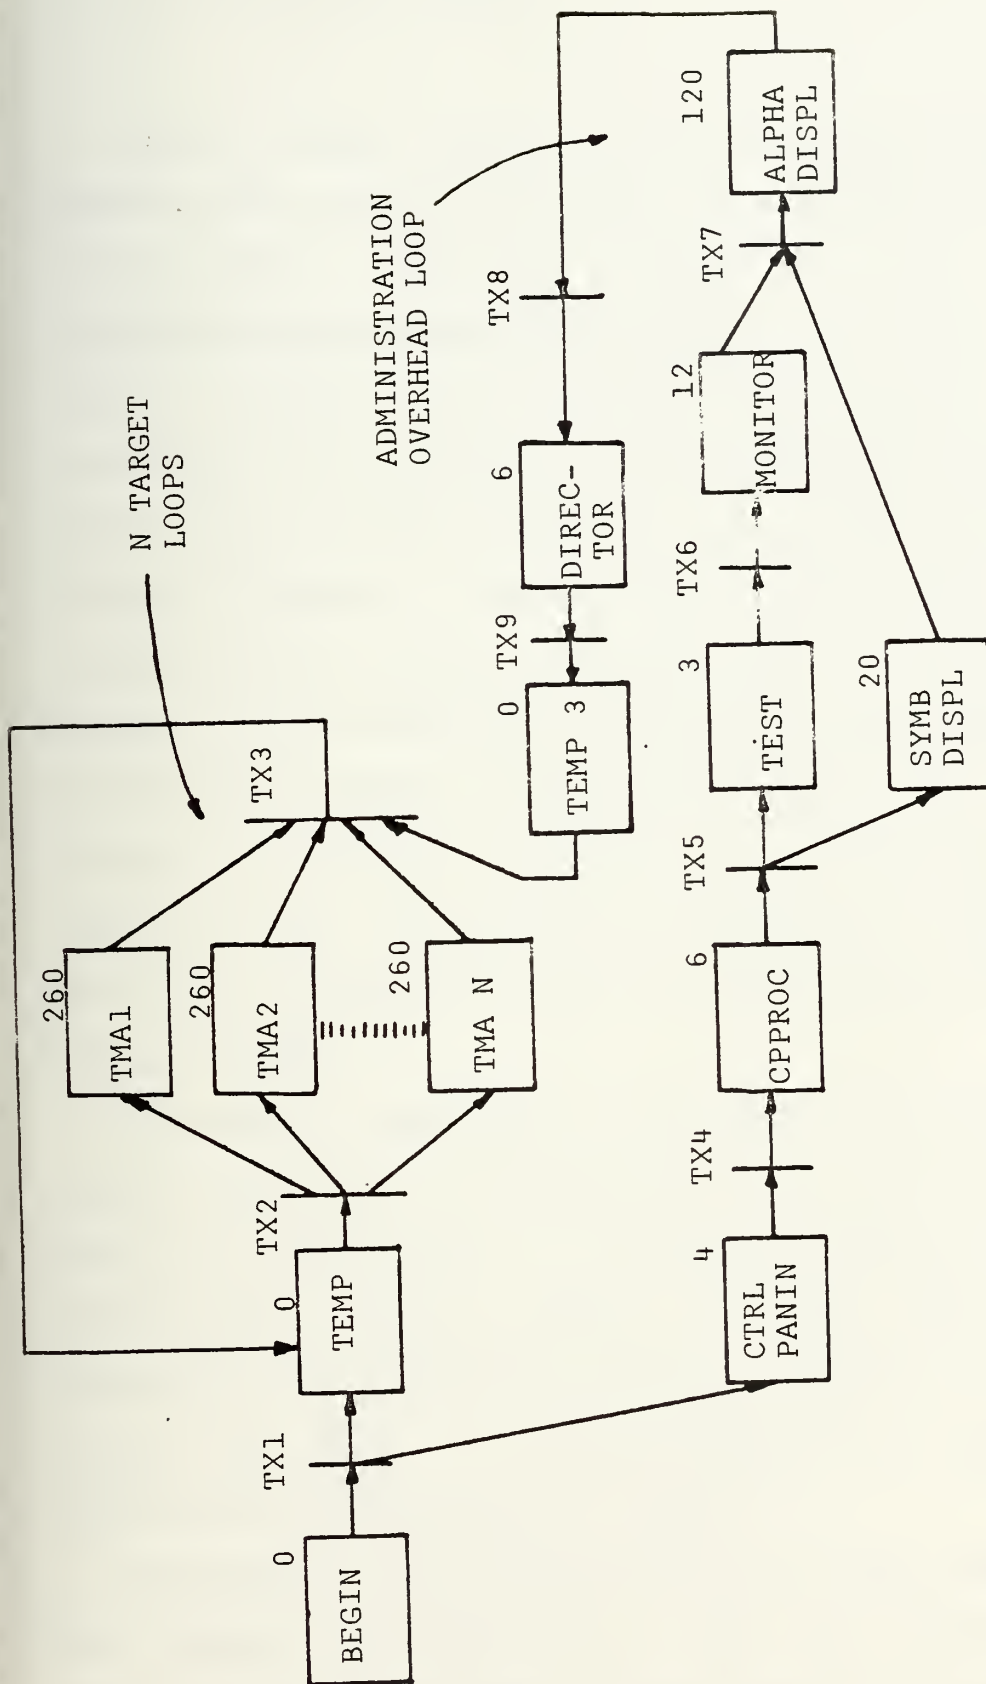 N TARGET
LOOPS
ADMINISTRATION
OVERHEAD LOOP
0
BEGIN
TX1
0
TEMP
TX2
260
TMA1
260
TMA2
260
TMA N
TX3
0
TEMP 3
TX9
6
DIREC-
TOR
TX8
4
CTRL
PANIN
TX4
6
CPPROC
TX5
3
TEST
TX6
12
MONITOR
TX7
120
ALPHA
DISPL
20
SYMB
DISPL